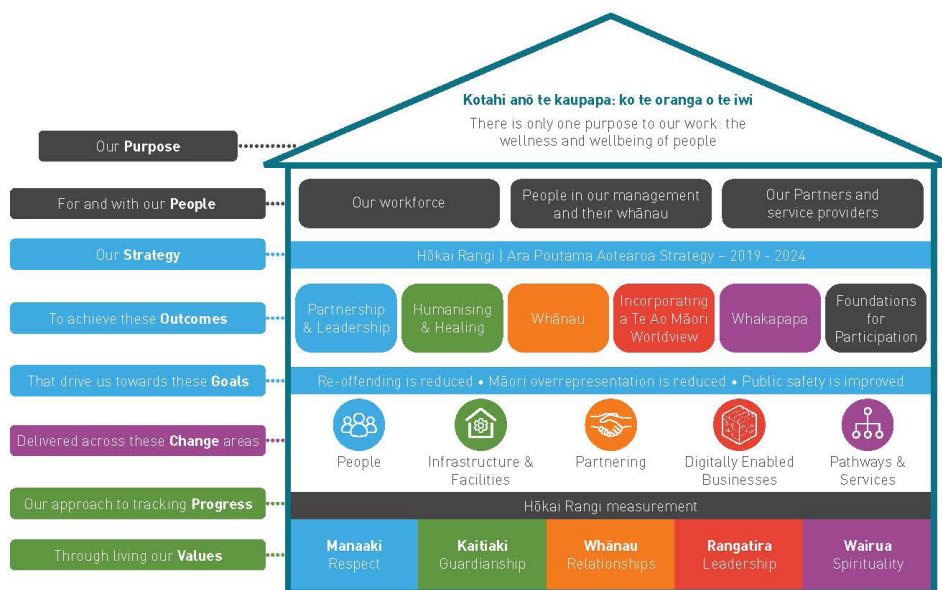 Kotahi anō te kaupapa: ko te oranga o te iwi
There is only one purpose to our work: the
wellness and wellbeing of people
Our Purpose
For and with our People
Our workforce
People in our management
and their whānau
Our Partners and
service providers
Our Strategy
Hōkai Rangi | Ara Poutama Aotearoa Strategy – 2019 - 2024
To achieve these Outcomes
Partnership
& Leadership
Humanising
& Healing
Whānau
Incorporating
a Te Ao Māori
Worldview
Whakapapa
Foundations
for
Participation
That drive us towards these Goals
Re-offending is reduced • Māori overrepresentation is reduced • Public safety is improved
Delivered across these Change areas
People
Infrastructure &
Facilities
Partnering
Digitally Enabled
Businesses
Pathways &
Services
Our approach to tracking Progress
Hōkai Rangi measurement
Through living our Values
Manaaki
Respect
Kaitiaki
Guardianship
Whānau
Relationships
Rangatira
Leadership
Wairua
Spirituality